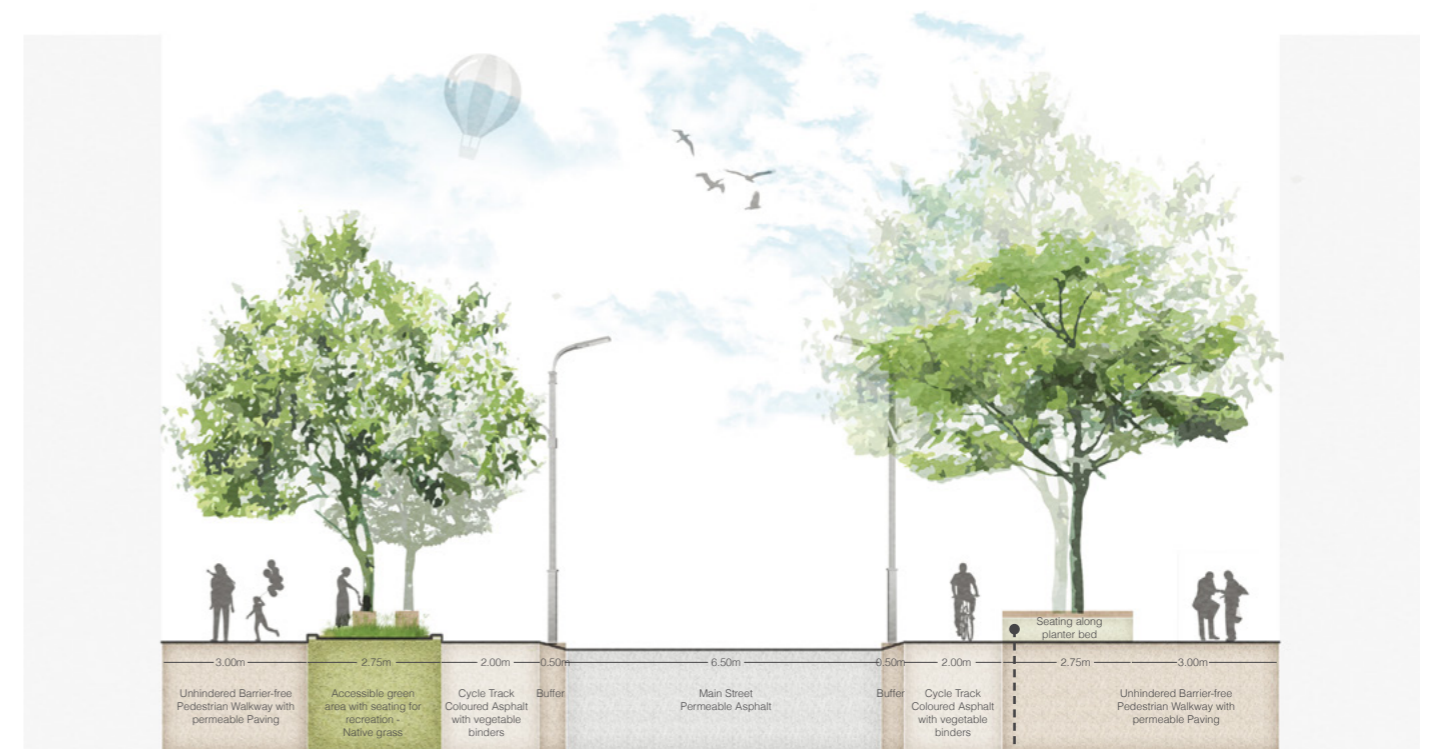 Seating along
planter bed
3.00m
2.75m
2.00m
0.50m
6.50m
0.50m
2.00m
2.75m
3.00m
Unhindered Barrier-free
Pedestrian Walkway with
permeable Paving
Accessible green
area with seating for
recreation -
Native grass
Cycle Track
Coloured Asphalt
with vegetable
binders
Buffer
Main Street
Permeable Asphalt
Buffer
Cycle Track
Coloured Asphalt
with vegetable
binders
Unhindered Barrier-free
Pedestrian Walkway with
permeable Paving